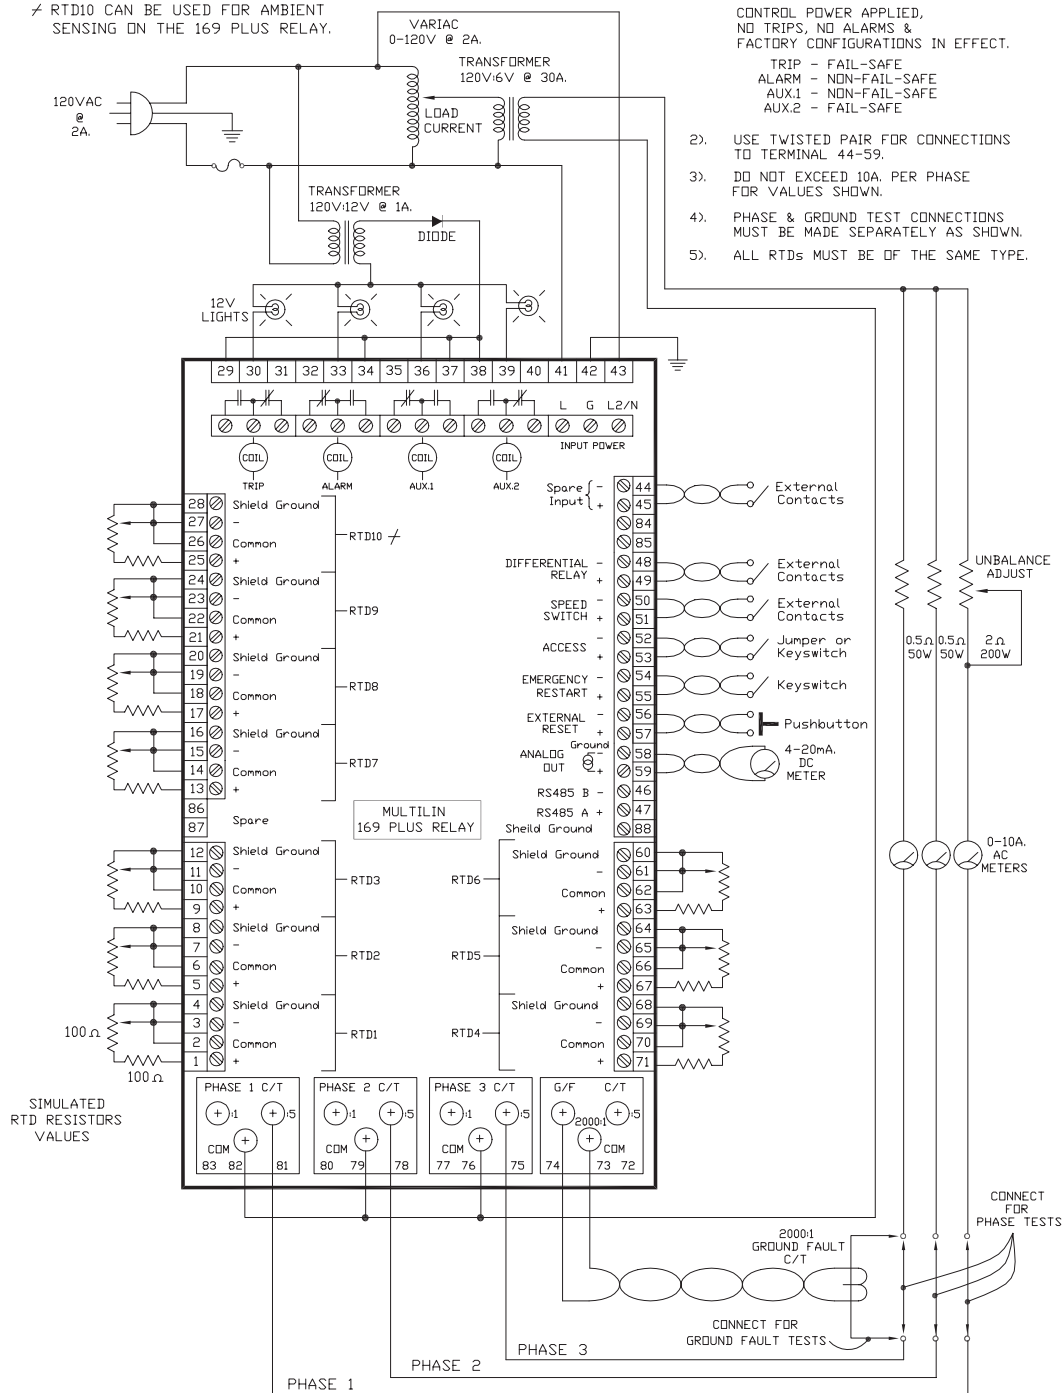 ≠ RTD10 CAN BE USED FOR AMBIENT
SENSING ON THE 169 PLUS RELAY.
VARIAC
0-120V @ 2A.
TRANSFORMER
120V:6V @ 30A.
120VAC
@
2A.
LOAD
CURRENT
TRANSFORMER
120V:12V @ 1A.
DIODE
12V
LIGHTS
CONTROL POWER APPLIED,
NO TRIPS, NO ALARMS &
FACTORY CONFIGURATIONS IN EFFECT.
TRIP - FAIL-SAFE
ALARM - NON-FAIL-SAFE
AUX.1 - NON-FAIL-SAFE
AUX.2 - FAIL-SAFE
2). USE TWISTED PAIR FOR CONNECTIONS
TO TERMINAL 44-59.
3). DO NOT EXCEED 10A. PER PHASE
FOR VALUES SHOWN.
4). PHASE & GROUND TEST CONNECTIONS
MUST BE MADE SEPARATELY AS SHOWN.
5). ALL RTDs MUST BE OF THE SAME TYPE.
29 30 31 32 33 34 35 36 37 38 39 40 41 42 43
L G L2/N
INPUT POWER
COIL COIL COIL COIL
TRIP ALARM AUX.1 AUX.2
28 Shield Ground
27 -
26 Common
25 +
RTD10 ≠
24 Shield Ground
23 -
22 Common
21 +
RTD9
20 Shield Ground
19 -
18 Common
17 +
RTD8
16 Shield Ground
15 -
14 Common
13 +
RTD7
86
87
Spare
MULTILIN
169 PLUS RELAY
12 Shield Ground
11 -
10 Common
9 +
RTD3
8 Shield Ground
7 -
6 Common
5 +
RTD2
4 Shield Ground
3 -
2 Common
1 +
RTD1
100Ω
100Ω
SIMULATED
RTD RESISTORS
VALUES
Spare
Input
- 44
+ 45
External
Contacts
84
85
DIFFERENTIAL
RELAY
- 48
+ 49
External
Contacts
SPEED
SWITCH
- 50
+ 51
External
Contacts
ACCESS
- 52
+ 53
Jumper or
Keyswitch
EMERGENCY
RESTART
- 54
+ 55
Keyswitch
EXTERNAL
RESET
- 56
+ 57
Pushbutton
Ground
ANALOG
OUT
- 58
+ 59
4-20mA.
DC
METER
RS485 B - 46
RS485 A + 47
Sheild Ground 88
Shield Ground 60
- 61
Common 62
+ 63
RTD6
Shield Ground 64
- 65
Common 66
+ 67
RTD5
Shield Ground 68
- 69
Common 70
+ 71
RTD4
UNBALANCE
ADJUST
0.5Ω 0.5Ω 2Ω
50W 50W 200W
0-10A.
AC
METERS
PHASE 1 C/T
:1 :5
COM
83 82 81
PHASE 2 C/T
:1 :5
COM
80 79 78
PHASE 3 C/T
:1 :5
COM
77 76 75
G/F C/T
2000:1 :5
COM
74 73 72
CONNECT
FOR
PHASE TESTS
2000:1
GROUND FAULT
C/T
CONNECT FOR
GROUND FAULT TESTS
PHASE 3
PHASE 2
PHASE 1